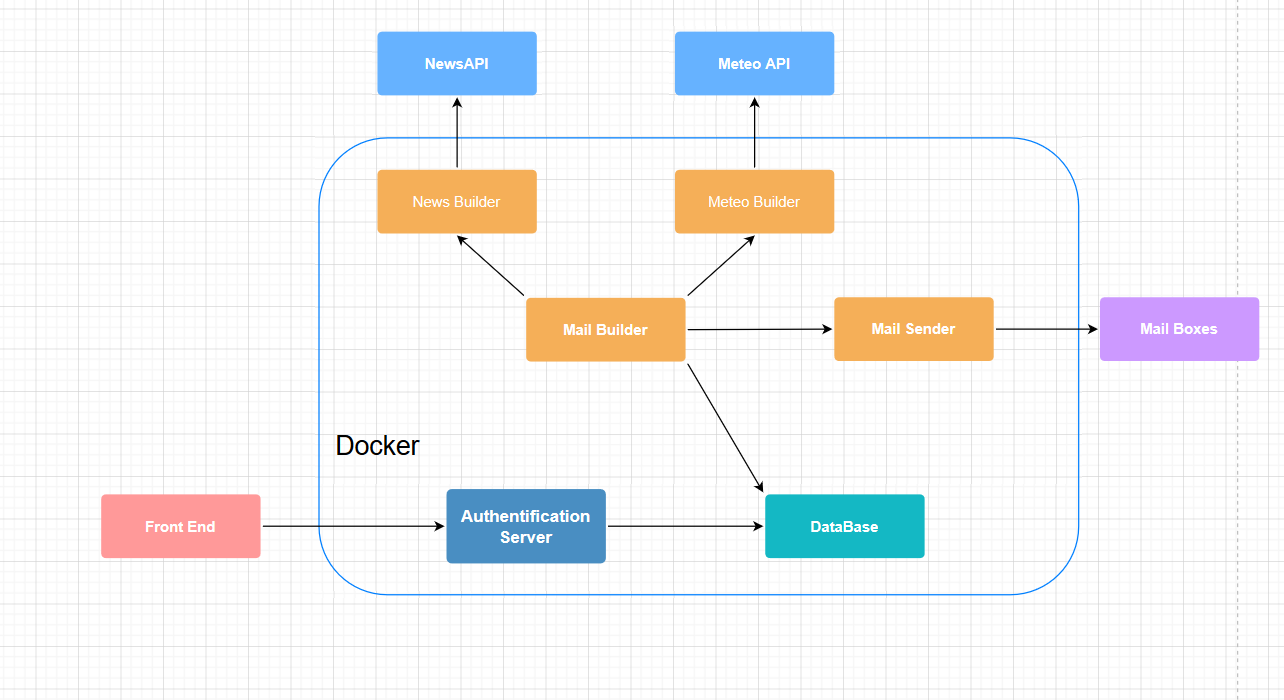 NewsAPI
Meteo API
News Builder
Meteo Builder
Mail Builder
Mail Sender
Mail Boxes
Docker
Front End
Authentification
Server
DataBase